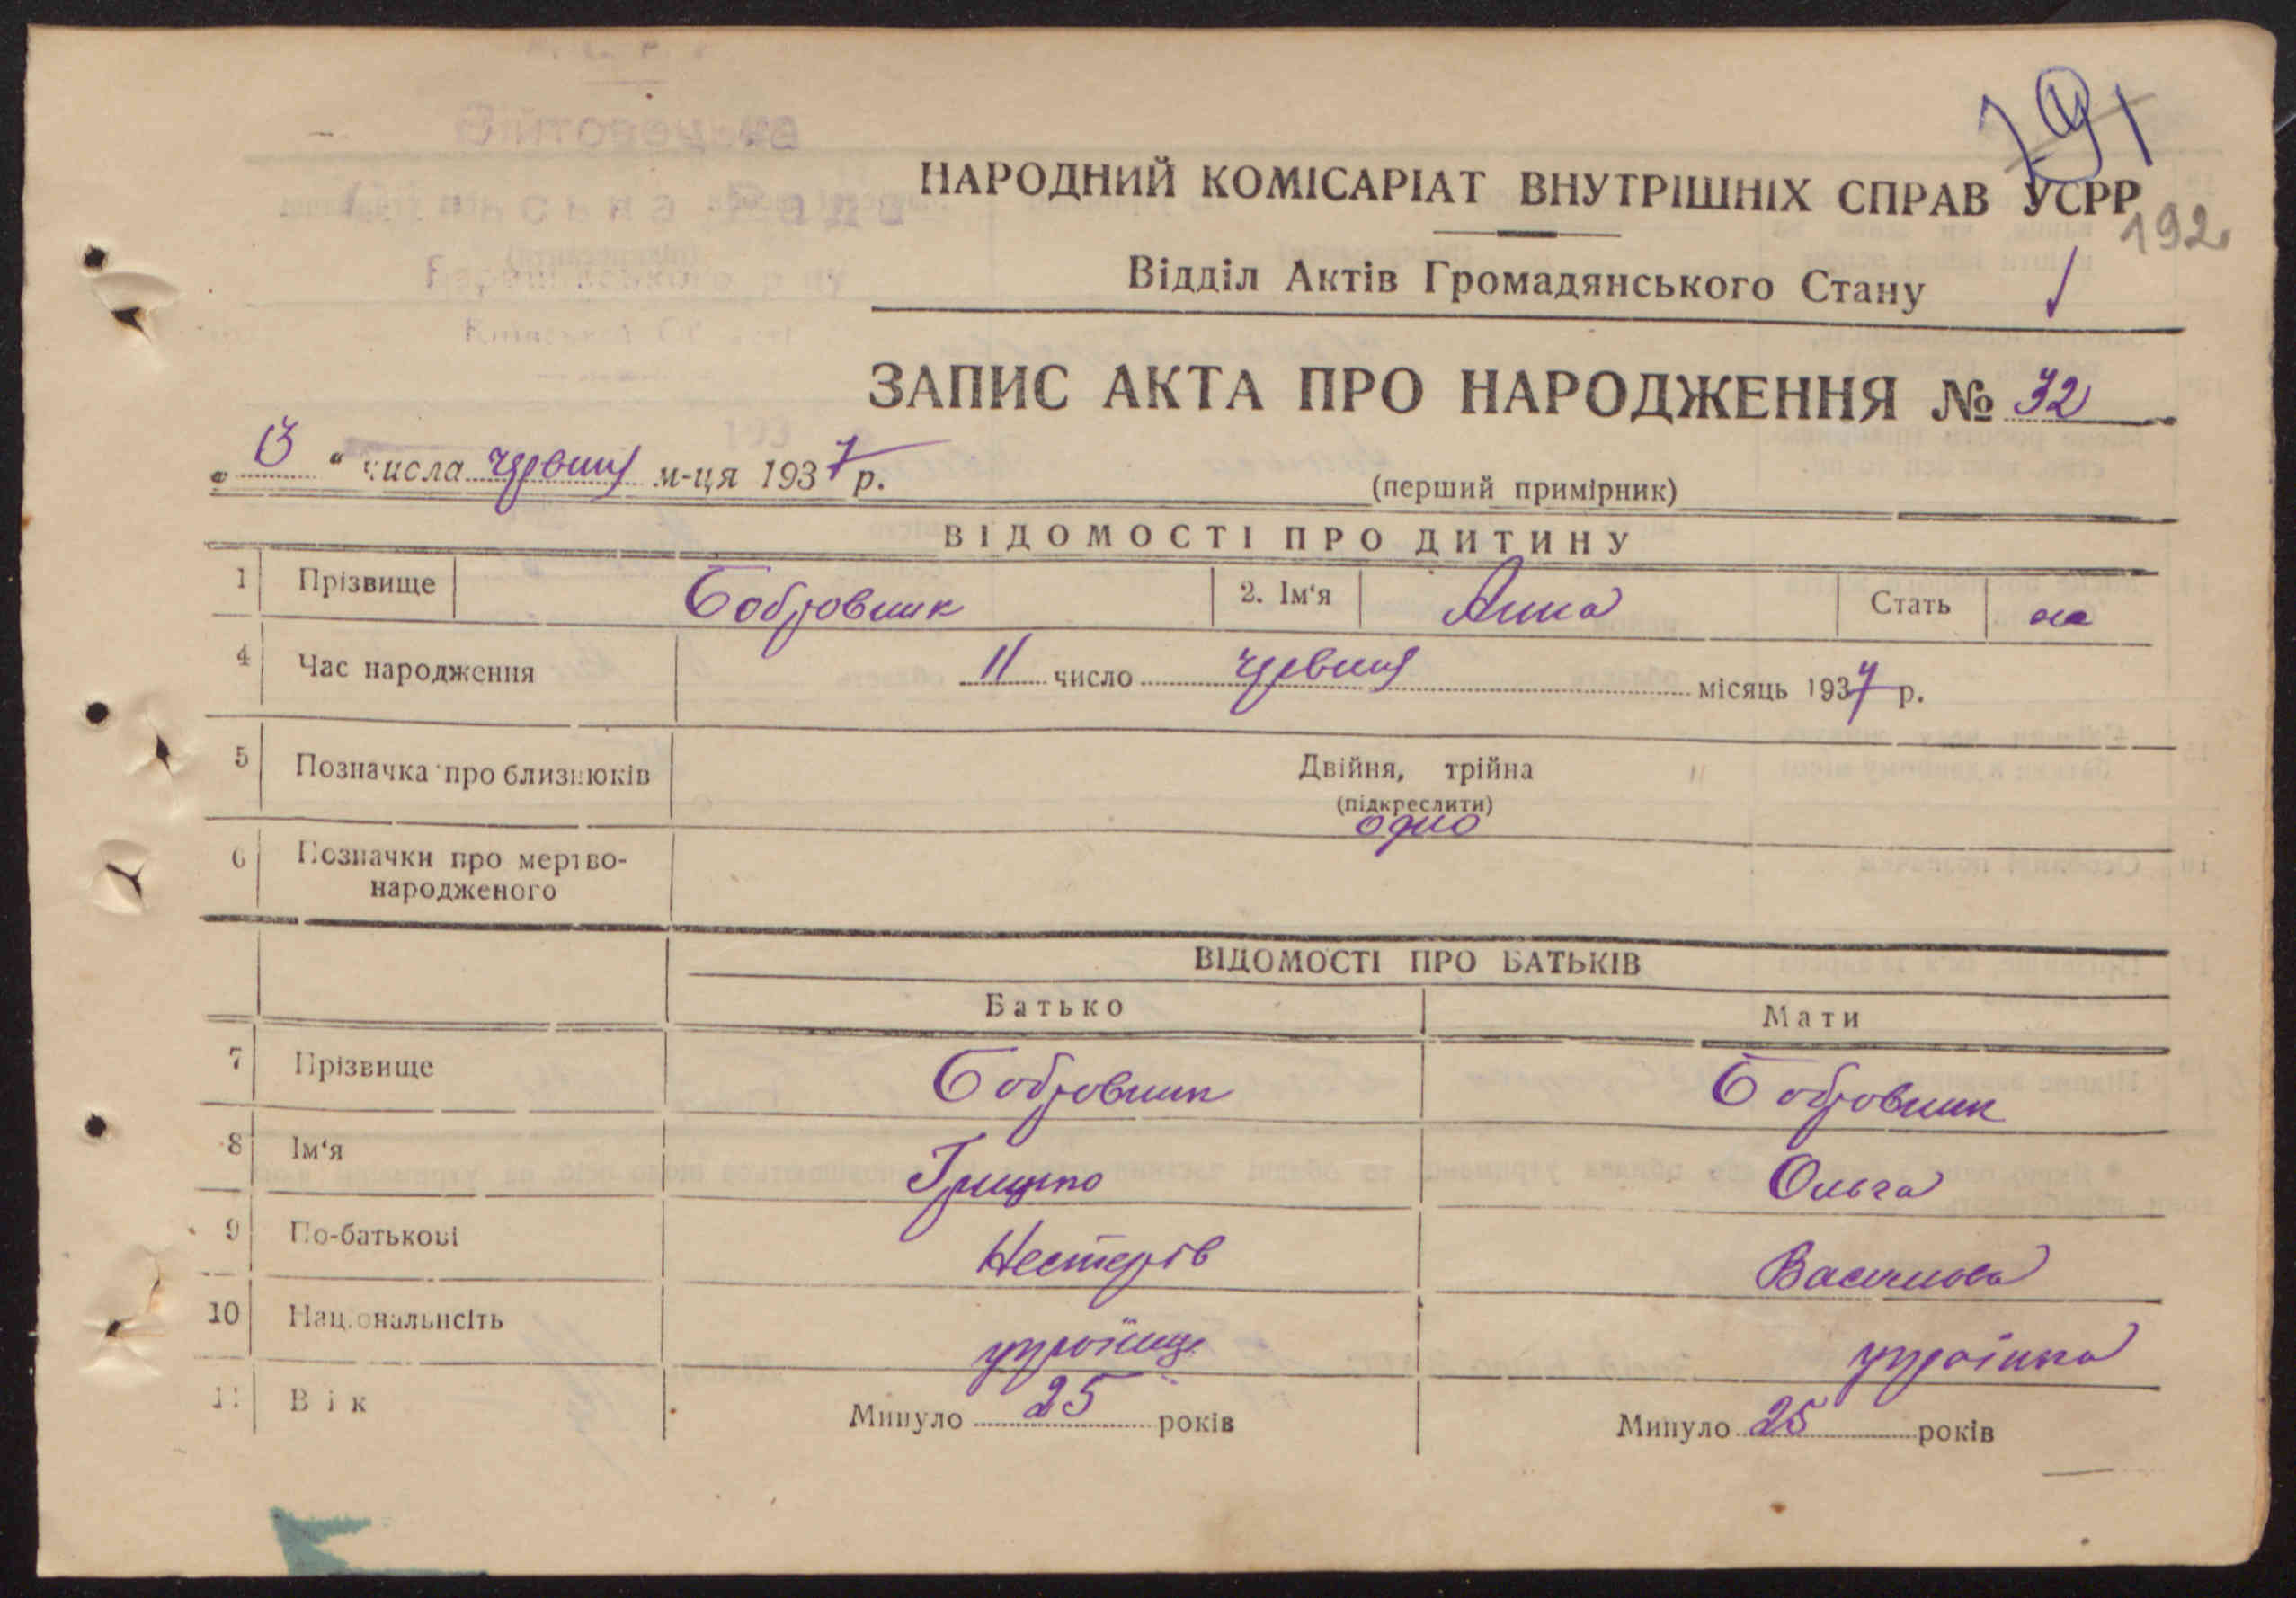 191
НАРОДНИЙ КОМІСАРІАТ ВНУТРІШНІХ СПРАВ УСРР
192
Відділ Актів Громадянського Стану
ЗАПИС АКТА ПРО НАРОДЖЕННЯ № 32
„ 13 “ числа червня м-ця 1937 р.
(перший примірник)
ВІДОМОСТІ ПРО ДИТИНУ
1 Прізвище Бобровник 2. Ім‘я Анна Стать жіноча
4 Час народження 11 число червня місяць 1937 р.
5 Позначка про близнюків Двійня, трійна
(підкреслити)
одно
6 Позначки про мертво-
народженого
ВІДОМОСТІ ПРО БАТЬКІВ
Батько Мати
7 Прізвище Бобровник Бобровник
8 Ім‘я Грицько Ольга
9 По-батькові Нестерів Василівна
10 Національнсіть українець українка
11 Вік Минуло 25 років Минуло 25 років